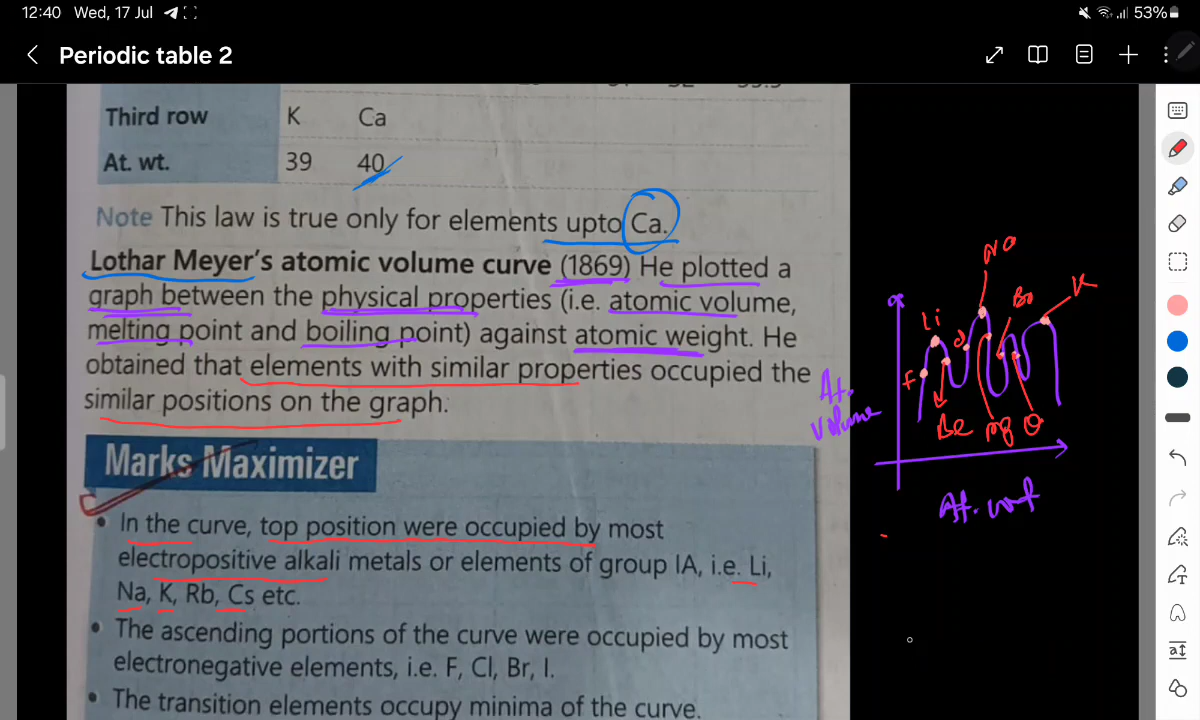 12:40 Wed, 17 Jul
53%
Periodic table 2
Third row K Ca
At. wt. 39 40
Note This law is true only for elements upto Ca.
Lothar Meyer's atomic volume curve (1869) He plotted a
graph between the physical properties (i.e. atomic volume,
melting point and boiling point) against atomic weight. He
obtained that elements with similar properties occupied the
similar positions on the graph.
Marks Maximizer
• In the curve, top position were occupied by most
electropositive alkali metals or elements of group IA, i.e. Li,
Na, K, Rb, Cs etc.
• The ascending portions of the curve were occupied by most
electronegative elements, i.e. F, Cl, Br, I.
• The transition elements occupy minima of the curve.
Na
Br
K
Li
F
Be Mg
At.
volume